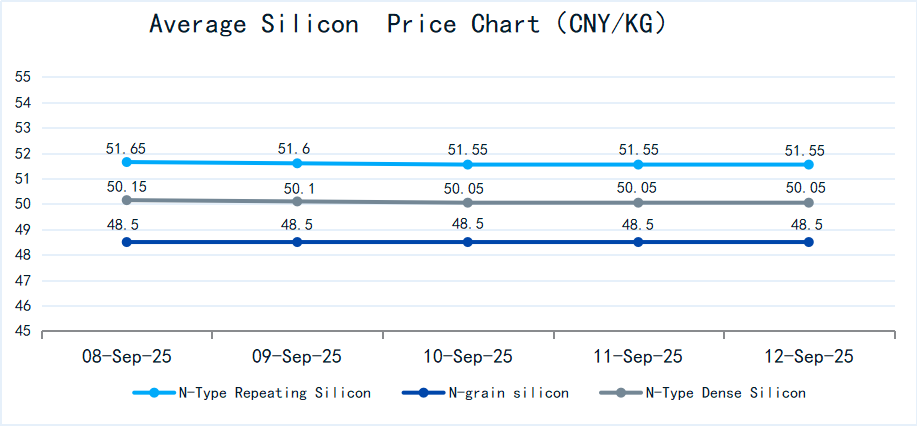 Average Silicon  Price Chart（CNY/KG）
55
54
53
52
51
50
49
48
47
46
45
51.65 51.6 51.55 51.55 51.55
50.15 50.1 50.05 50.05 50.05
48.5 48.5 48.5 48.5 48.5
08-Sep-25 09-Sep-25 10-Sep-25 11-Sep-25 12-Sep-25
N-Type Repeating Silicon N-grain silicon N-Type Dense Silicon